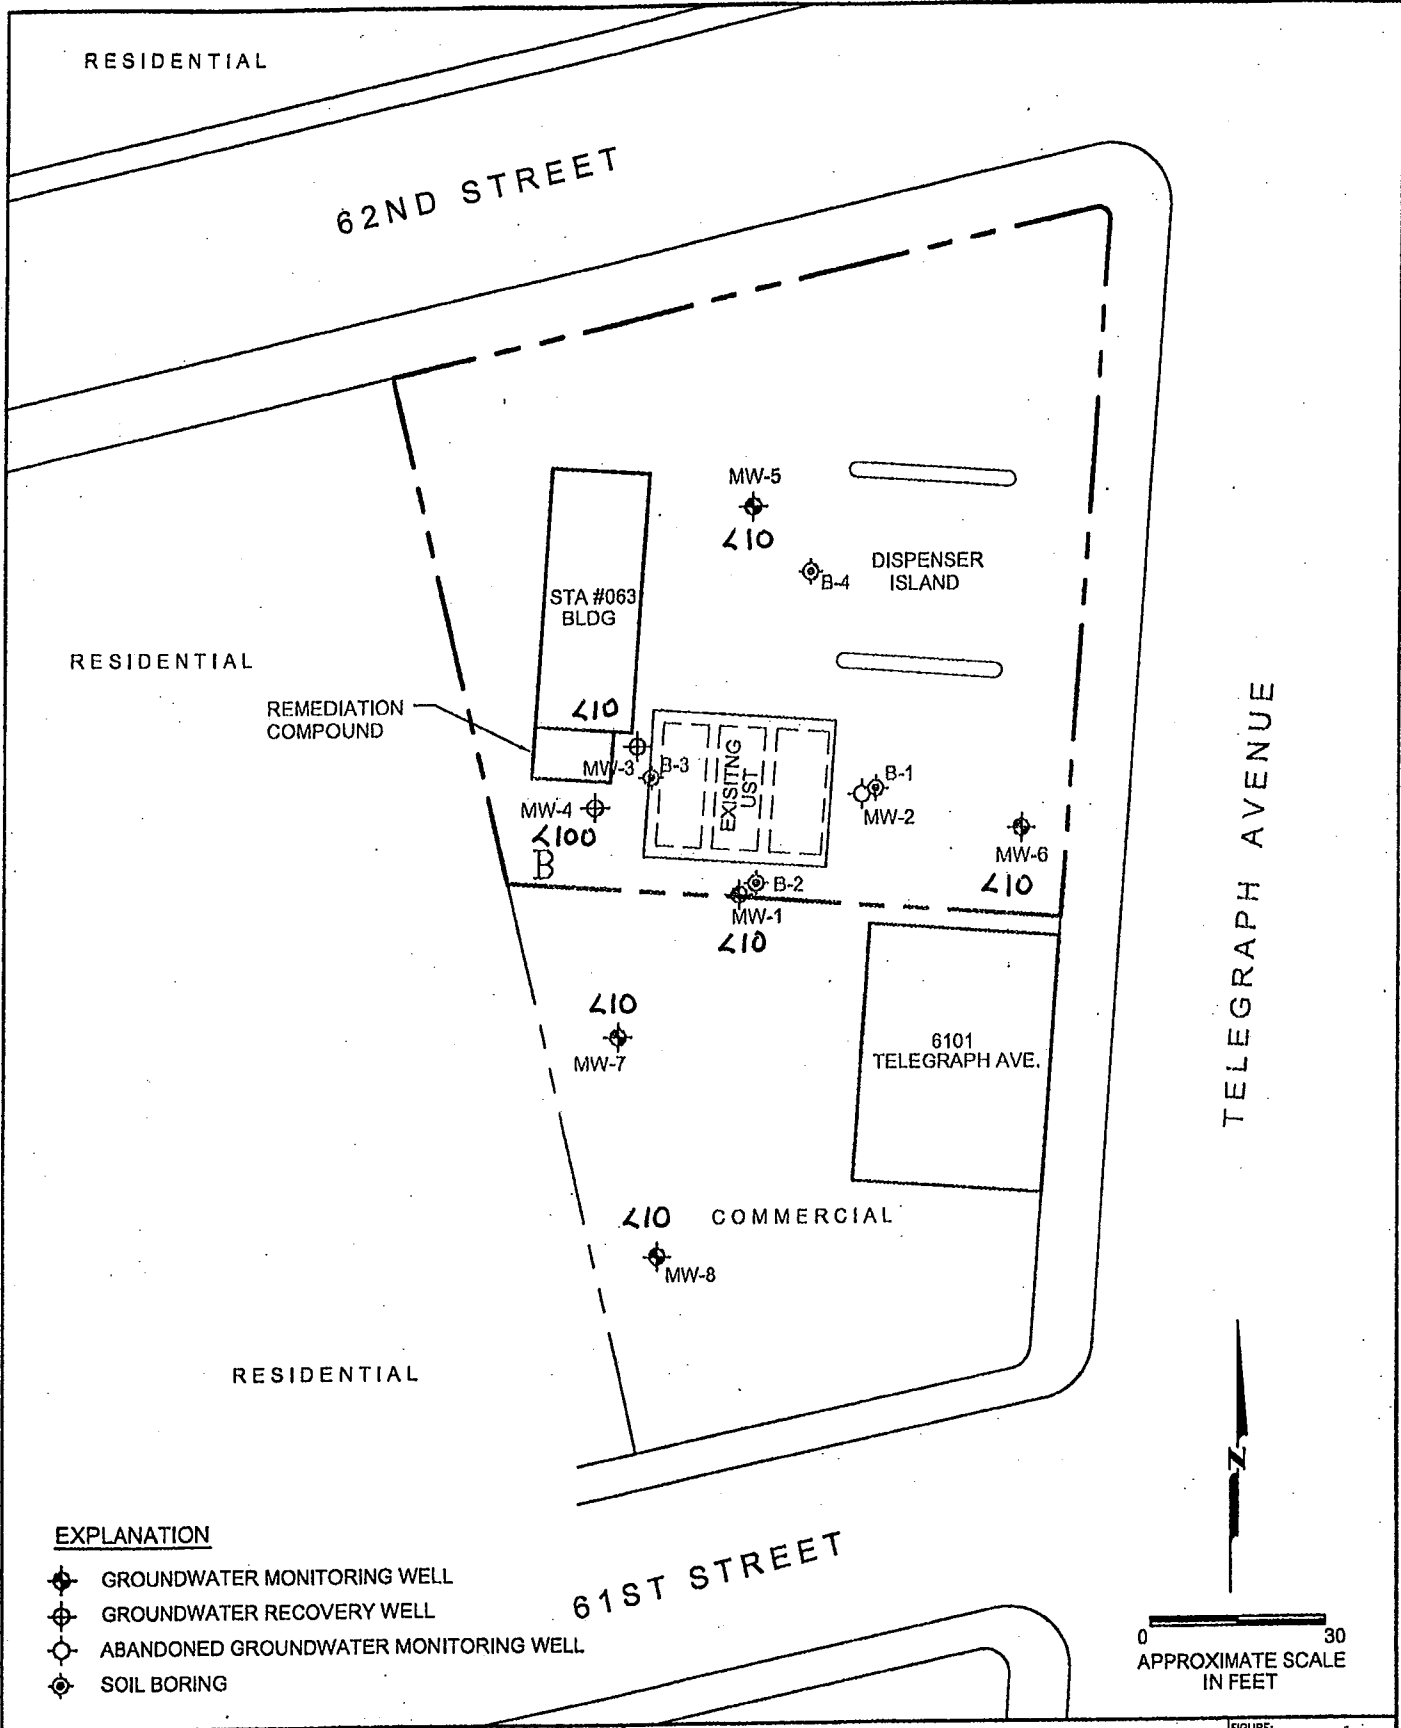 RESIDENTIAL
62ND STREET
MW-5
<10
B-4
DISPENSER
ISLAND
STA #063
BLDG
RESIDENTIAL
REMEDIATION
COMPOUND
<10
MW-3
B-3
EXISITNG
UST
B-1
MW-2
MW-4
<100
B
MW-6
<10
B-2
MW-1
<10
TELEGRAPH AVENUE
<10
MW-7
6101
TELEGRAPH AVE.
<10
COMMERCIAL
MW-8
RESIDENTIAL
N
EXPLANATION
GROUNDWATER MONITORING WELL
GROUNDWATER RECOVERY WELL
ABANDONED GROUNDWATER MONITORING WELL
SOIL BORING
61ST STREET
0 30
APPROXIMATE SCALE
IN FEET
FIGURE: